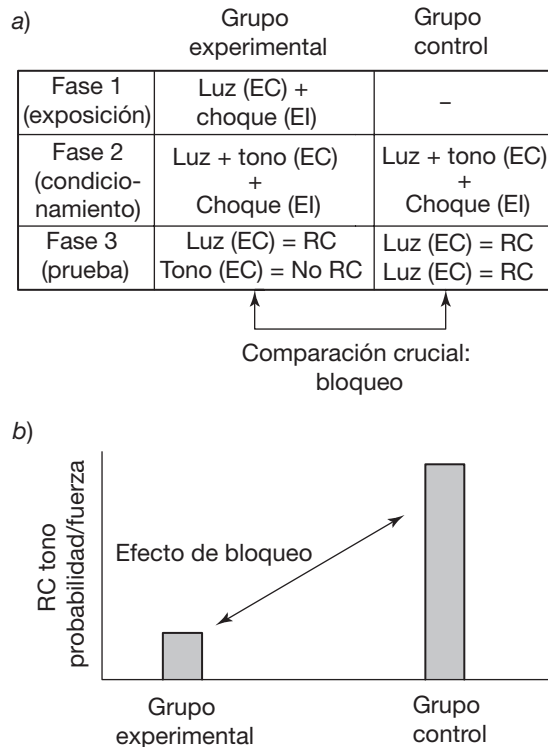 a)
Grupo experimental
Grupo control
Fase 1 (exposición)
Luz (EC) + choque (EI)
–
Fase 2 (condicio-namiento)
Luz + tono (EC) + Choque (EI)
Luz + tono (EC) + Choque (EI)
Fase 3 (prueba)
Luz (EC) = RC
Tono (EC) = No RC
Luz (EC) = RC
Luz (EC) = RC
Comparación crucial:
bloqueo
b)
RC tono
probabilidad/fuerza
Efecto de bloqueo
Grupo experimental
Grupo control